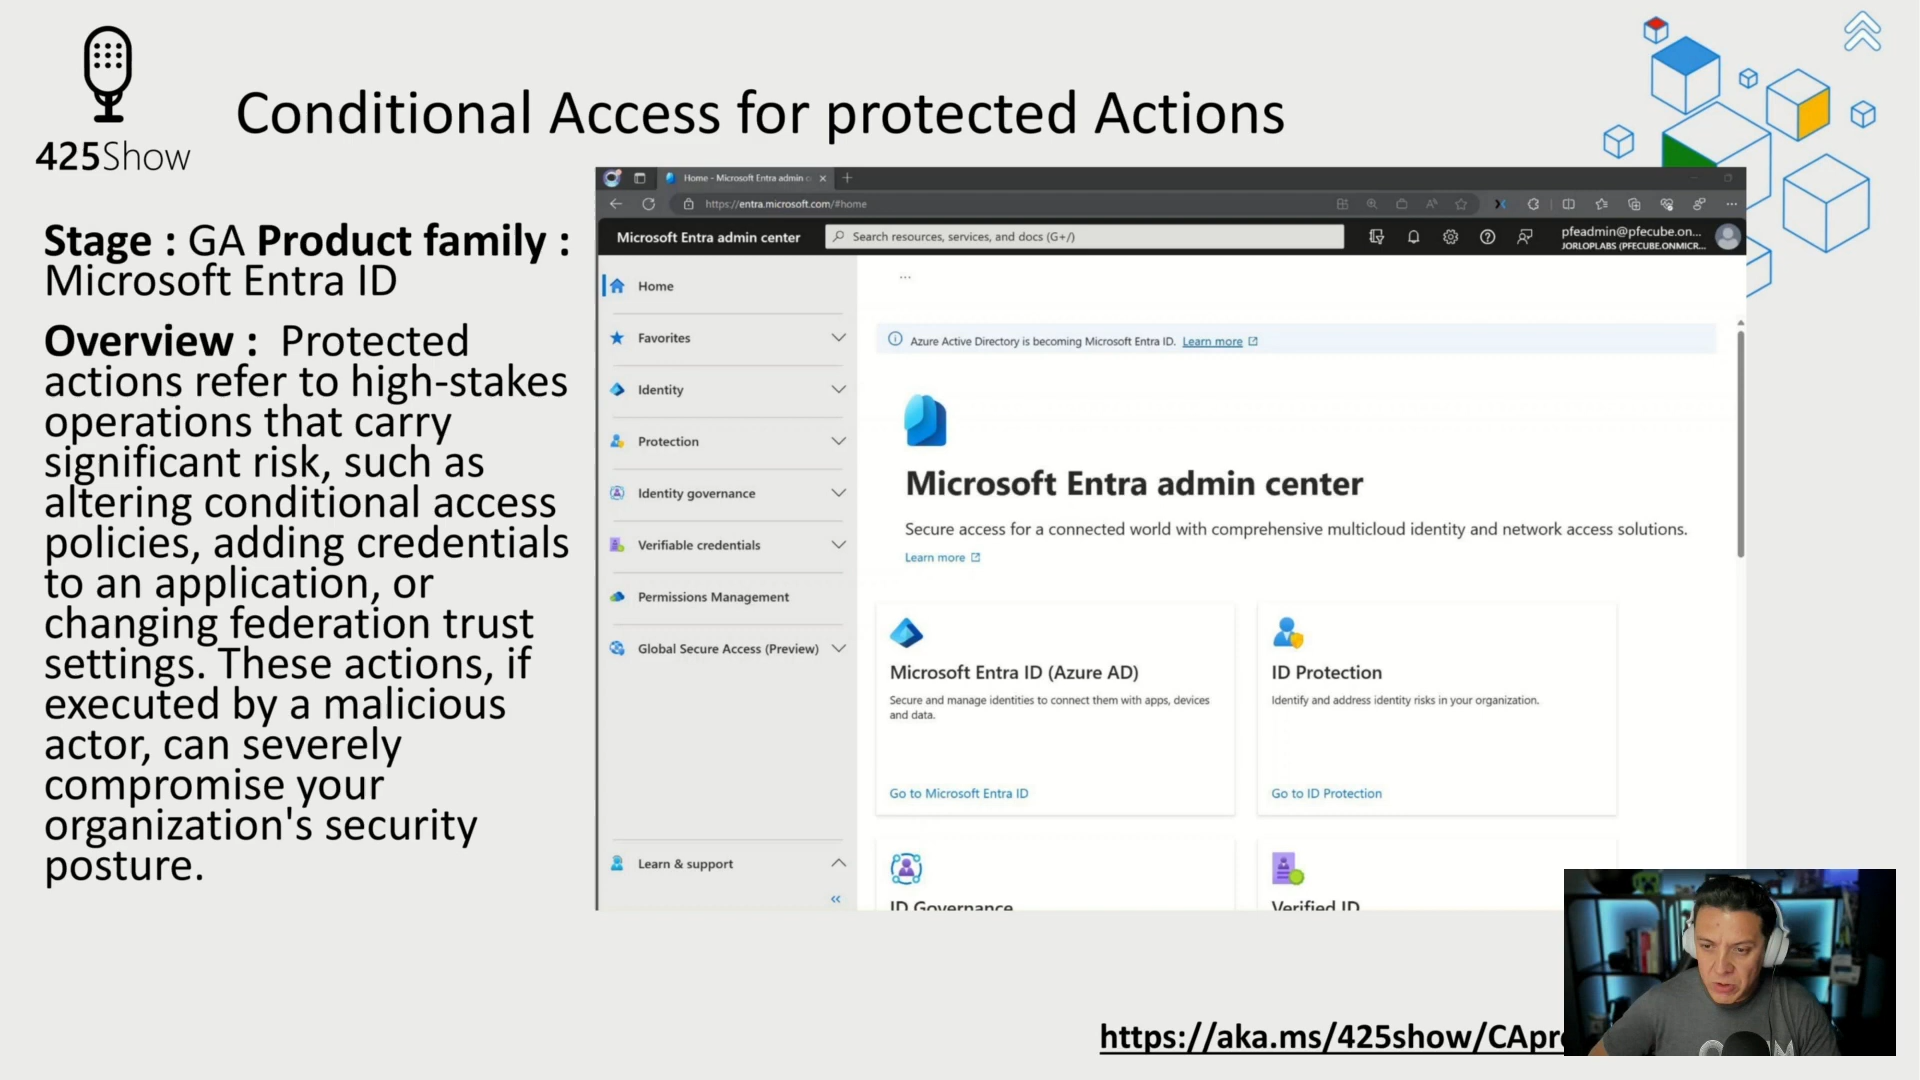 425Show
Conditional Access for protected Actions
Stage : GA Product family :
Microsoft Entra ID
Overview : Protected
actions refer to high-stakes
operations that carry
significant risk, such as
altering conditional access
policies, adding credentials
to an application, or
changing federation trust
settings. These actions, if
executed by a malicious
actor, can severely
compromise your
organization's security
posture.
Home - Microsoft Entra admin c
https://entra.microsoft.com/#home
Microsoft Entra admin center
Search resources, services, and docs (G+/)
pfeadmin@pfecube.on...
JORLOPLABS (PFECUBE.ONMICR...
Home
Favorites
Identity
Protection
Identity governance
Verifiable credentials
Permissions Management
Global Secure Access (Preview)
Learn & support
...
Azure Active Directory is becoming Microsoft Entra ID. Learn more
Microsoft Entra admin center
Secure access for a connected world with comprehensive multicloud identity and network access solutions.
Learn more
Microsoft Entra ID (Azure AD)
Secure and manage identities to connect them with apps, devices
and data.
Go to Microsoft Entra ID
ID Protection
Identify and address identity risks in your organization.
Go to ID Protection
ID Governance
Verified ID
https://aka.ms/425show/CApr